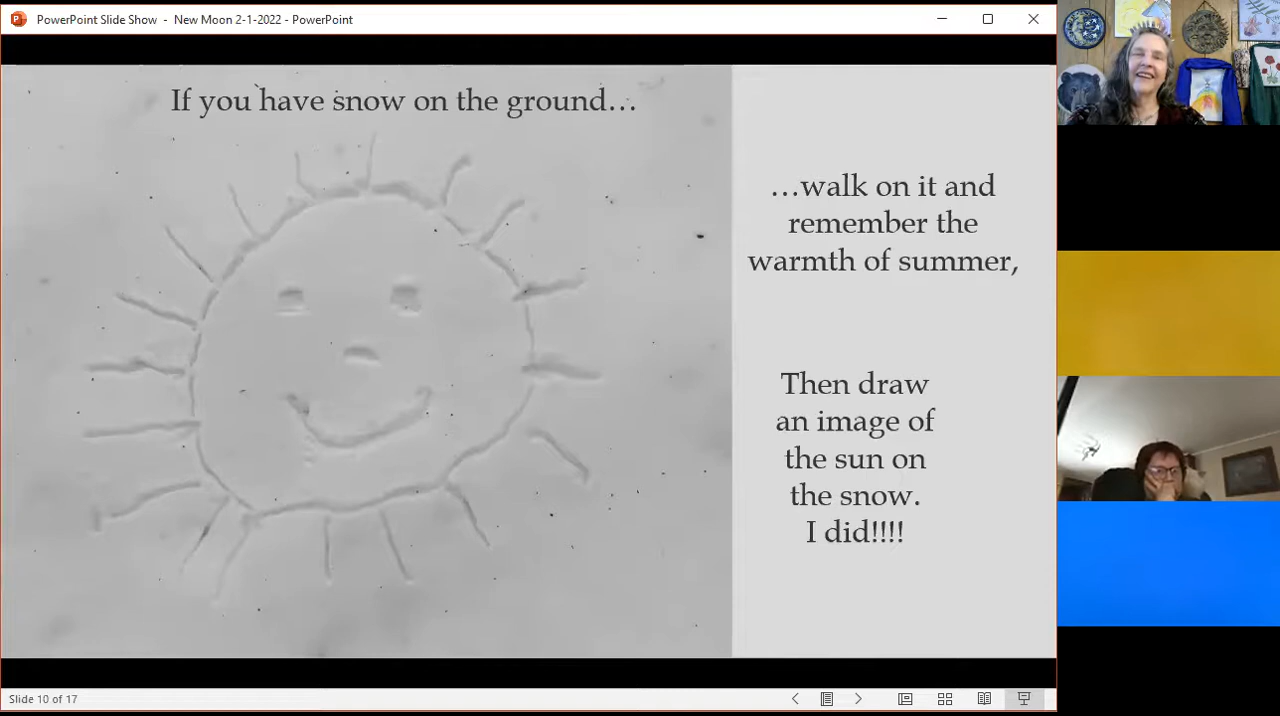 PowerPoint Slide Show - New Moon 2-1-2022 - PowerPoint
If you have snow on the ground…
…walk on it and
remember the
warmth of summer,
Then draw
an image of
the sun on
the snow.
I did!!!!
Slide 10 of 17